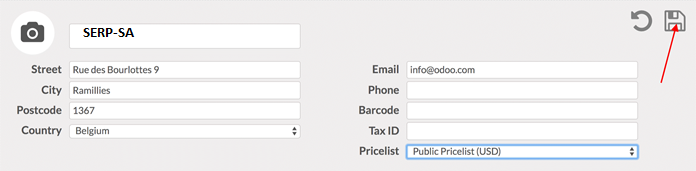 SERP-SA
Street Rue des Bourlottes 9
City Ramillies
Postcode 1367
Country Belgium
Email info@odoo.com
Phone
Barcode
Tax ID
Pricelist Public Pricelist (USD)